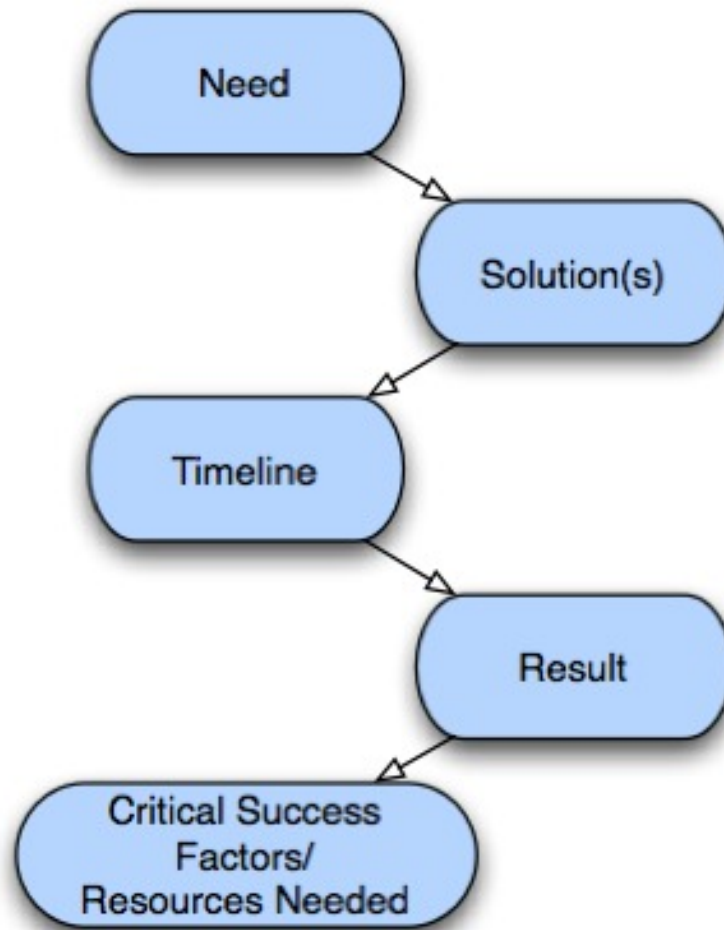 Need
Solution(s)
Timeline
Result
Critical Success
Factors/
Resources Needed